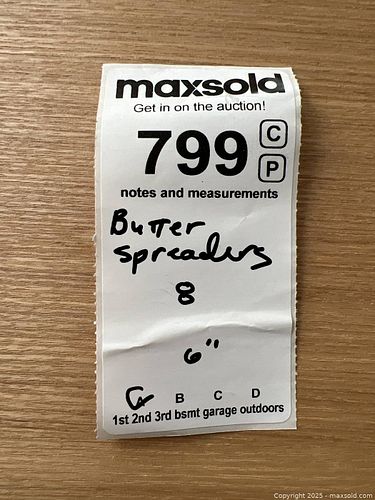 maxsold
Get in on the auction!
799
C
P
notes and measurements
Butter
spreaders
8
6"
A B C D
1st 2nd 3rd bsmt garage outdoors
Copyright 2025 - maxsold.com